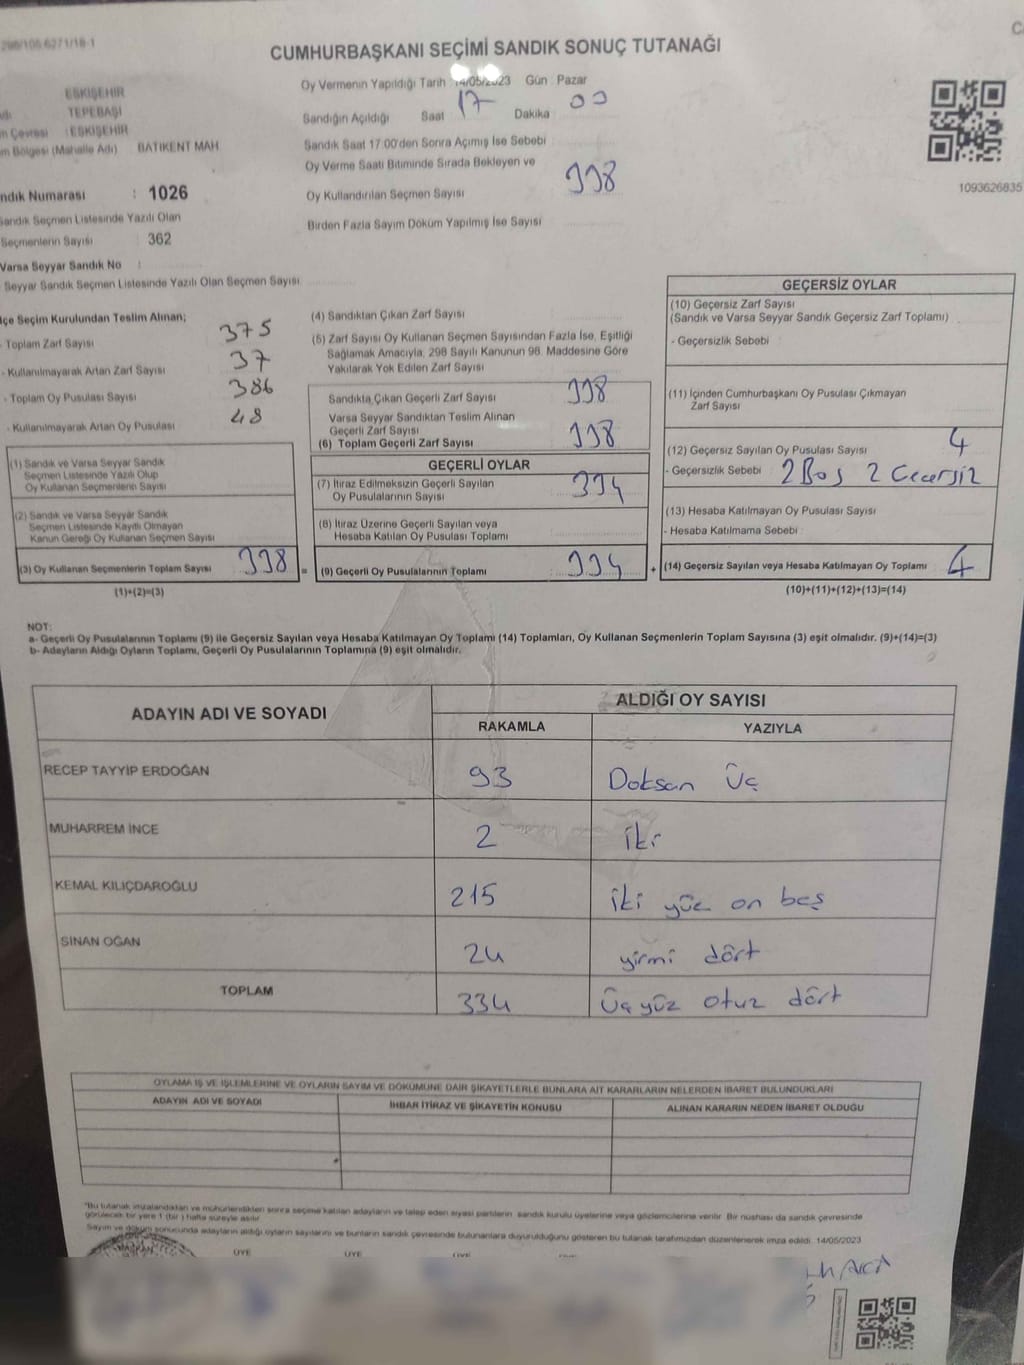 298/105.6271/18-1
CUMHURBAŞKANI SEÇİMİ SANDIK SONUÇ TUTANAĞI
ESKİŞEHİR
TEPEBAŞI
m Çevresi : ESKİŞEHİR
m Bölgesi (Mahalle Adı) BATIKENT MAH.
ndık Numarası : 1026
Sandık Seçmen Listesinde Yazılı Olan
Seçmenlerin Sayısı 362
Varsa Seyyar Sandık No :
Seyyar Sandık Seçmen Listesinde Yazılı Olan Seçmen Sayısı
Oy Vermenin Yapıldığı Tarih 14/05/2023 Gün : Pazar
Sandığın Açıldığı Saat 17 Dakika 00
Sandık Saat 17.00'den Sonra Açımış İse Sebebi :
Oy Verme Saati Bitiminde Sırada Bekleyen ve
Oy Kullandırılan Seçmen Sayısı 338
Birden Fazla Sayım Döküm Yapılmış İse Sayısı
1093626835
lçe Seçim Kurulundan Teslim Alınan;
- Toplam Zarf Sayısı 375
- Kullanılmayarak Artan Zarf Sayısı 37
- Toplam Oy Pusulası Sayısı 386
- Kullanılmayarak Artan Oy Pusulası 48
(1) Sandık ve Varsa Seyyar Sandık
Seçmen Listesinde Yazılı Olup
Oy Kullanan Seçmenlerin Sayısı
(2) Sandık ve Varsa Seyyar Sandık
Seçmen Listesinde Kayıtlı Olmayan
Kanun Gereği Oy Kullanan Seçmen Sayısı
(3) Oy Kullanan Seçmenlerin Toplam Sayısı 338 =
(1)+(2)=(3)
(4) Sandıktan Çıkan Zarf Sayısı
(5) Zarf Sayısı Oy Kullanan Seçmen Sayısından Fazla İse, Eşitliği
Sağlamak Amacıyla, 298 Sayılı Kanunun 98. Maddesine Göre
Yakılarak Yok Edilen Zarf Sayısı
Sandıkta Çıkan Geçerli Zarf Sayısı 338
Varsa Seyyar Sandıktan Teslim Alınan
Geçerli Zarf Sayısı
(6) Toplam Geçerli Zarf Sayısı 338
GEÇERLİ OYLAR
(7) İtiraz Edilmeksizin Geçerli Sayılan
Oy Pusulalarının Sayısı 334
(8) İtiraz Üzerine Geçerli Sayılan veya
Hesaba Katılan Oy Pusulası Toplamı
(9) Geçerli Oy Pusulalarının Toplamı 334 +
GEÇERSİZ OYLAR
(10) Geçersiz Zarf Sayısı
(Sandık ve Varsa Seyyar Sandık Geçersiz Zarf Toplamı)
- Geçersizlik Sebebi :
(11) İçinden Cumhurbaşkanı Oy Pusulası Çıkmayan
Zarf Sayısı
(12) Geçersiz Sayılan Oy Pusulası Sayısı 4
- Geçersizlik Sebebi 2 Boş 2 Gecersiz
(13) Hesaba Katılmayan Oy Pusulası Sayısı
- Hesaba Katılmama Sebebi :
(14) Geçersiz Sayılan veya Hesaba Katılmayan Oy Toplamı 4
(10)+(11)+(12)+(13)=(14)
NOT:
a- Geçerli Oy Pusulalarının Toplamı (9) ile Geçersiz Sayılan veya Hesaba Katılmayan Oy Toplamı (14) Toplamları, Oy Kullanan Seçmenlerin Toplam Sayısına (3) eşit olmalıdır. (9)+(14)=(3)
b- Adayların Aldığı Oyların Toplamı, Geçerli Oy Pusulalarının Toplamına (9) eşit olmalıdır.
ADAYIN ADI VE SOYADI ALDIĞI OY SAYISI
RAKAMLA YAZIYLA
RECEP TAYYİP ERDOĞAN 93 Doksan Üç
MUHARREM İNCE 2 iki
KEMAL KILIÇDAROĞLU 215 iki yüz on beş
SİNAN OĞAN 24 yirmi dört
TOPLAM 334 Üç yüz otuz dört
OYLAMA İŞ VE İŞLEMLERİNE VE OYLARIN SAYIM VE DÖKÜMÜNE DAİR ŞİKAYETLERLE BUNLARA AİT KARARLARIN NELERDEN İBARET BULUNDUKLARI
ADAYIN ADI VE SOYADI İHBAR İTİRAZ VE ŞİKAYETİN KONUSU ALINAN KARARIN NEDEN İBARET OLDUĞU
*Bu tutanak imzalandıktan ve mühürlendikten sonra seçime katılan adayların ve talep eden siyasi partilerin sandık kurulu üyelerine veya gözlemcilerine verilir. Bir nüshası da sandık çevresinde
görülecek bir yere 1 (bir) hafta süreyle asılır.
Sayım ve döküm sonucunda adayların aldığı oyların sayılarını ve bunların sandık çevresinde bulunanlara duyurulduğunu gösteren bu tutanak tarafımızdan düzenlenerek imza edildi. 14/05/2023
ÜYE ÜYE ÜYE